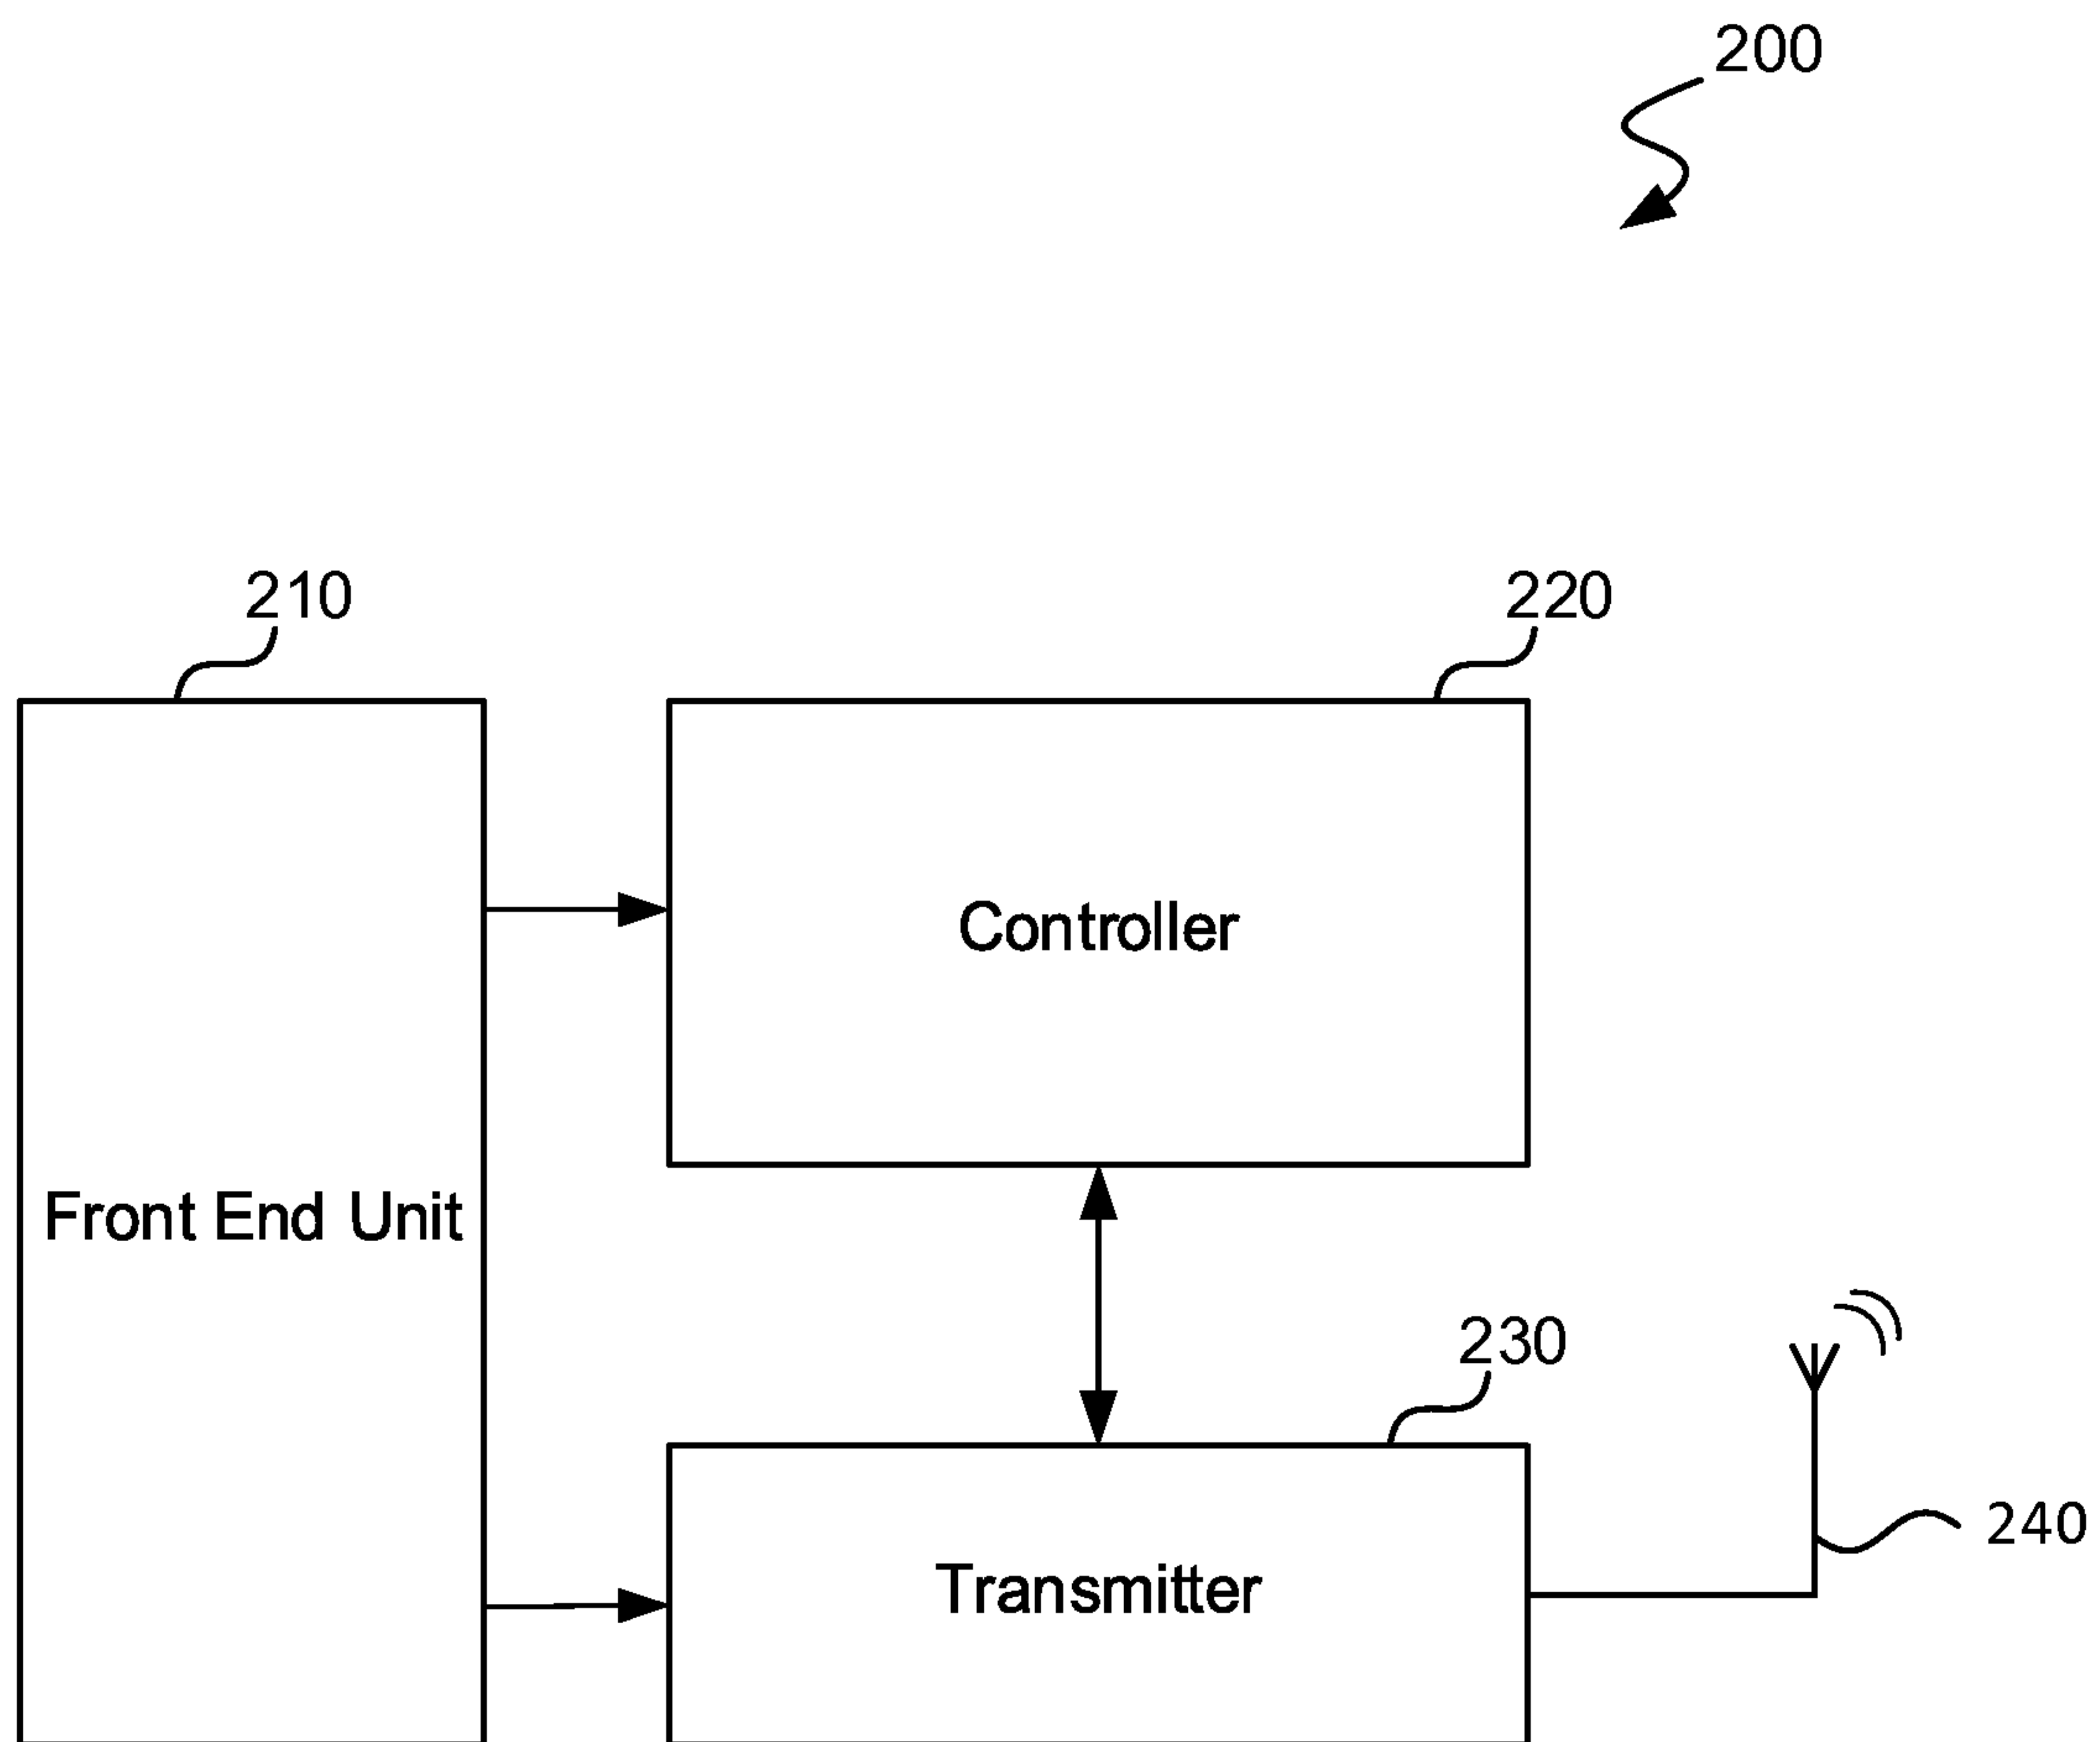 200
210
220
Controller
Front End Unit
230
240
Transmitter